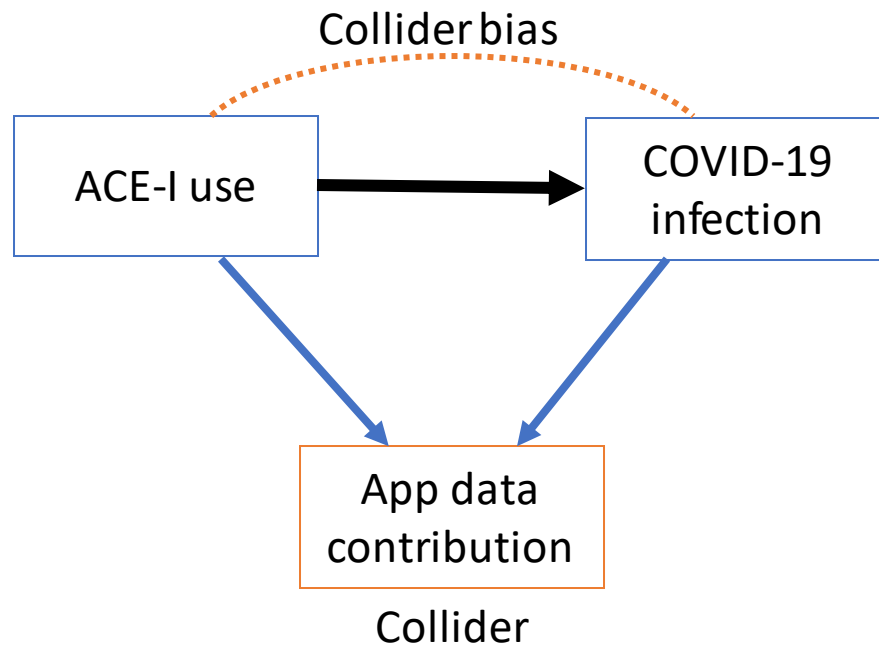 Collider bias
ACE-I use
COVID-19
infection
App data
contribution
Collider